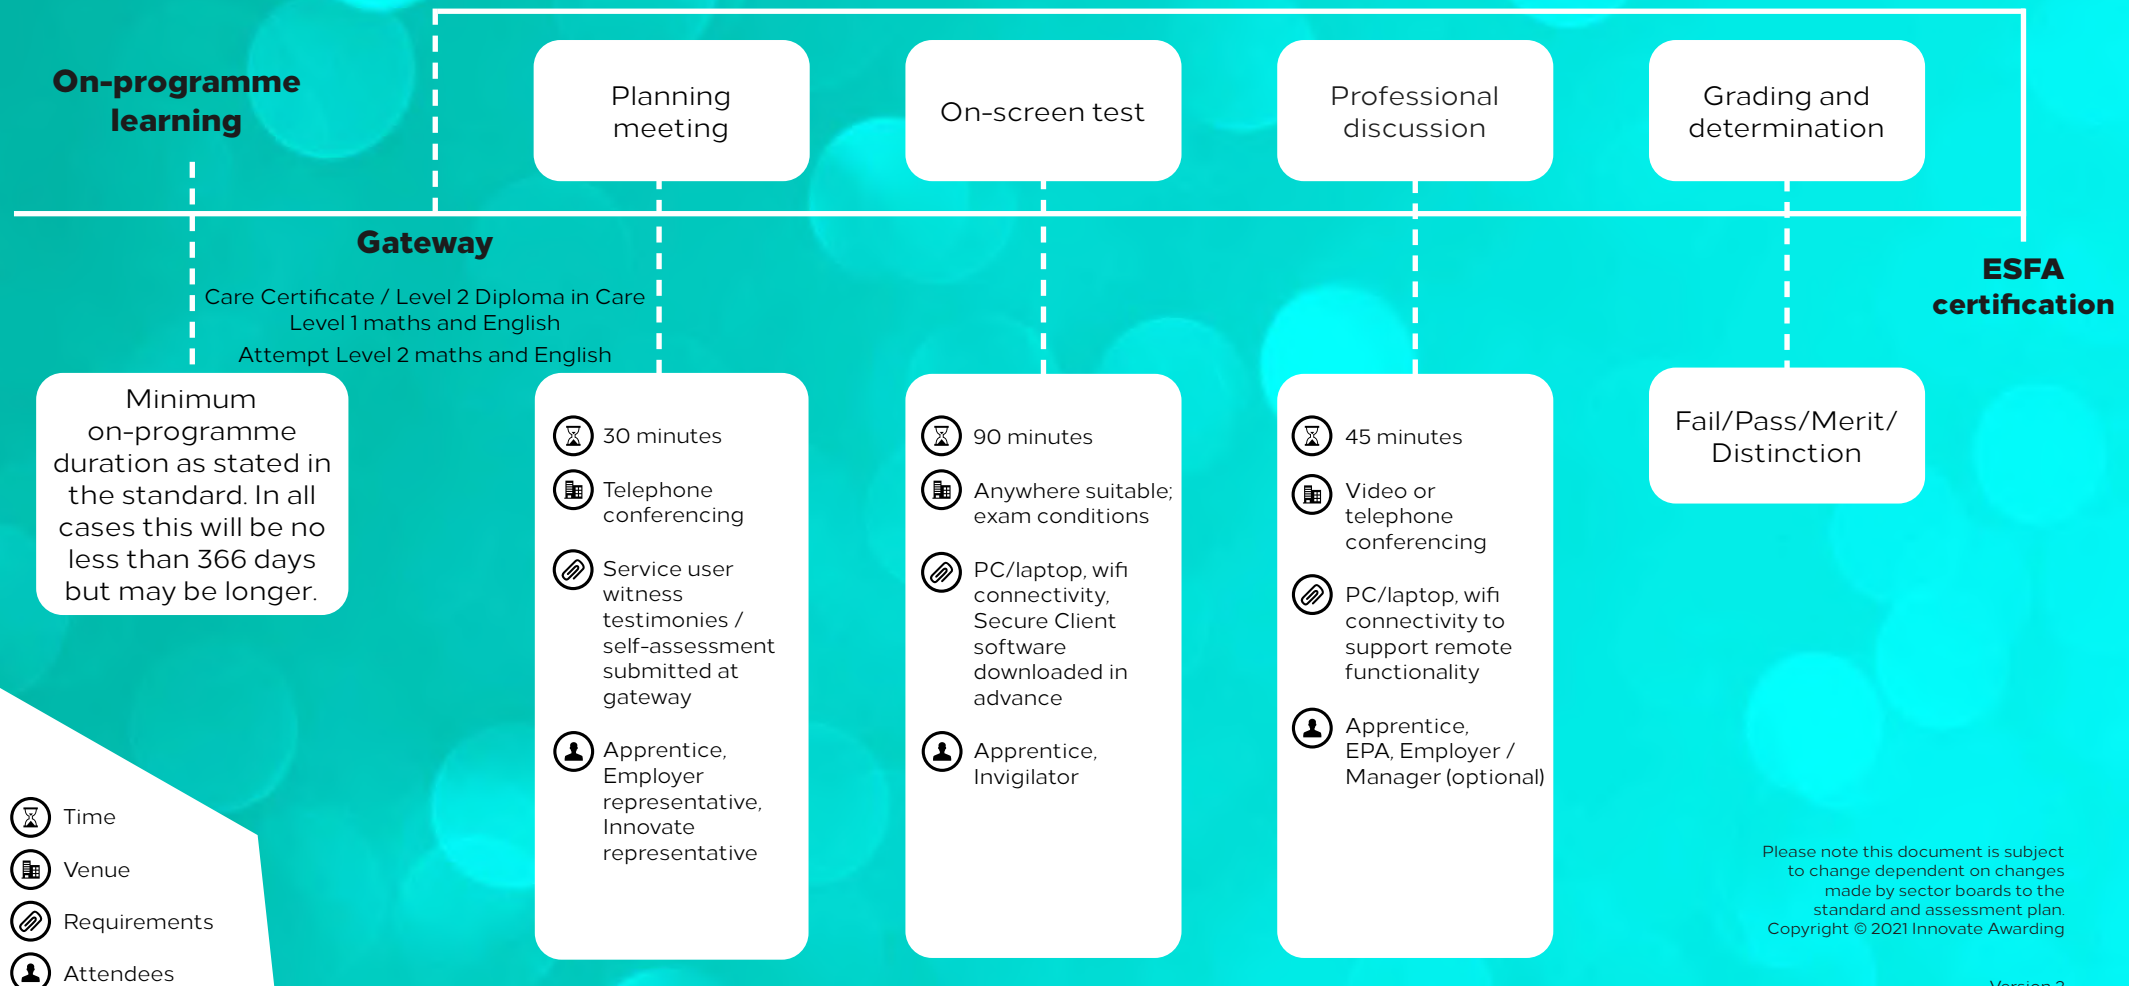 On-programme
learning
Planning
meeting
On-screen test
Professional
discussion
Grading and
determination
Gateway
Care Certificate / Level 2 Diploma in Care
Level 1 maths and English
Attempt Level 2 maths and English
ESFA
certification
Minimum
on-programme
duration as stated in
the standard. In all
cases this will be no
less than 366 days
but may be longer.
30 minutes
Telephone
conferencing
Service user
witness
testimonies /
self-assessment
submitted at
gateway
Apprentice,
Employer
representative,
Innovate
representative
90 minutes
Anywhere suitable;
exam conditions
PC/laptop, wifi
connectivity,
Secure Client
software
downloaded in
advance
Apprentice,
Invigilator
45 minutes
Video or
telephone
conferencing
PC/laptop, wifi
connectivity to
support remote
functionality
Apprentice,
EPA, Employer /
Manager (optional)
Fail/Pass/Merit/
Distinction
Time
Venue
Requirements
Attendees
Please note this document is subject
to change dependent on changes
made by sector boards to the
standard and assessment plan.
Copyright © 2021 Innovate Awarding
Version